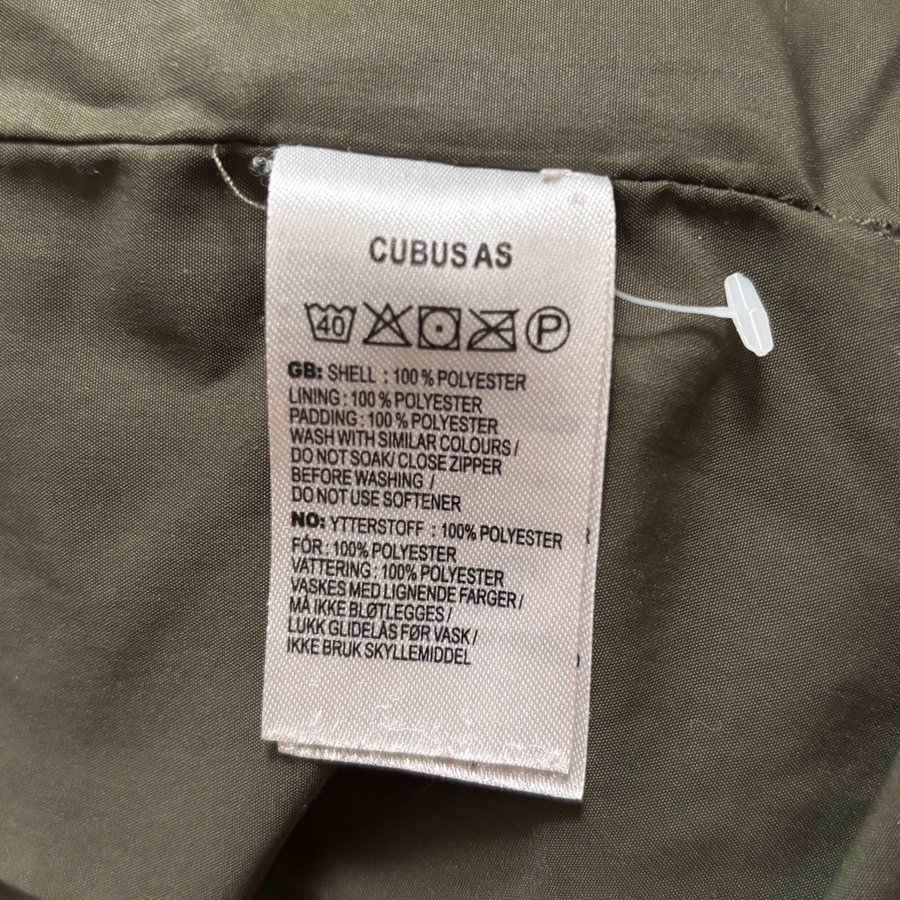 CUBUS AS
40 P
GB: SHELL : 100 % POLYESTER
LINING : 100 % POLYESTER
PADDING : 100 % POLYESTER
WASH WITH SIMILAR COLOURS /
DO NOT SOAK/ CLOSE ZIPPER
BEFORE WASHING /
DO NOT USE SOFTENER
NO: YTTERSTOFF : 100% POLYESTER
FÓR : 100% POLYESTER
VATTERING : 100% POLYESTER
VASKES MED LIGNENDE FARGER /
MÅ IKKE BLØTLEGGES /
LUKK GLIDELÅS FØR VASK /
IKKE BRUK SKYLLEMIDDEL